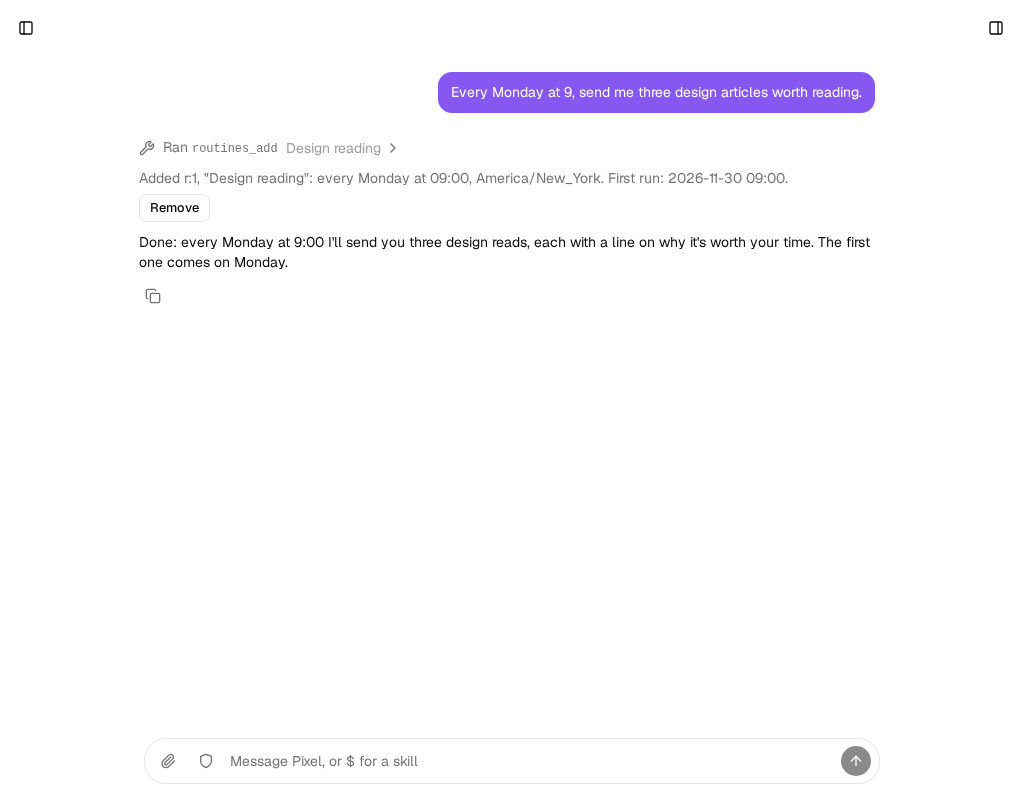 Every Monday at 9, send me three design articles worth reading.
Ran routines_add Design reading
Added r:1, "Design reading": every Monday at 09:00, America/New_York. First run: 2026-11-30 09:00.
Remove
Done: every Monday at 9:00 I'll send you three design reads, each with a line on why it's worth your time. The first
one comes on Monday.
Message Pixel, or $ for a skill